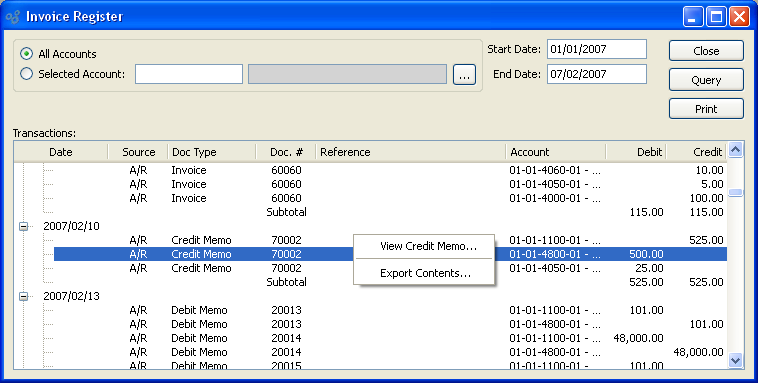 Invoice Register
All Accounts
Selected Account: ...
Start Date: 01/01/2007
End Date: 07/02/2007
Close
Query
Print
Transactions:
Date Source Doc Type Doc. # Reference Account Debit Credit
A/R Invoice 60060 01-01-4060-01 - ... 10.00
A/R Invoice 60060 01-01-4050-01 - ... 5.00
A/R Invoice 60060 01-01-4000-01 - ... 100.00
Subtotal 115.00 115.00
2007/02/10
A/R Credit Memo 70002 01-01-1100-01 - ... 525.00
A/R Credit Memo 70002 01-01-4800-01 - ... 500.00
A/R Credit Memo 70002 01-01-4050-01 - ... 25.00
Subtotal 525.00 525.00
View Credit Memo...
Export Contents...
2007/02/13
A/R Debit Memo 20013 01-01-1100-01 - ... 101.00
A/R Debit Memo 20013 01-01-4800-01 - ... 101.00
A/R Debit Memo 20014 01-01-1100-01 - ... 48,000.00
A/R Debit Memo 20014 01-01-4800-01 - ... 48,000.00
A/R Debit Memo 20015 01-01-1100-01 - ... 101.00